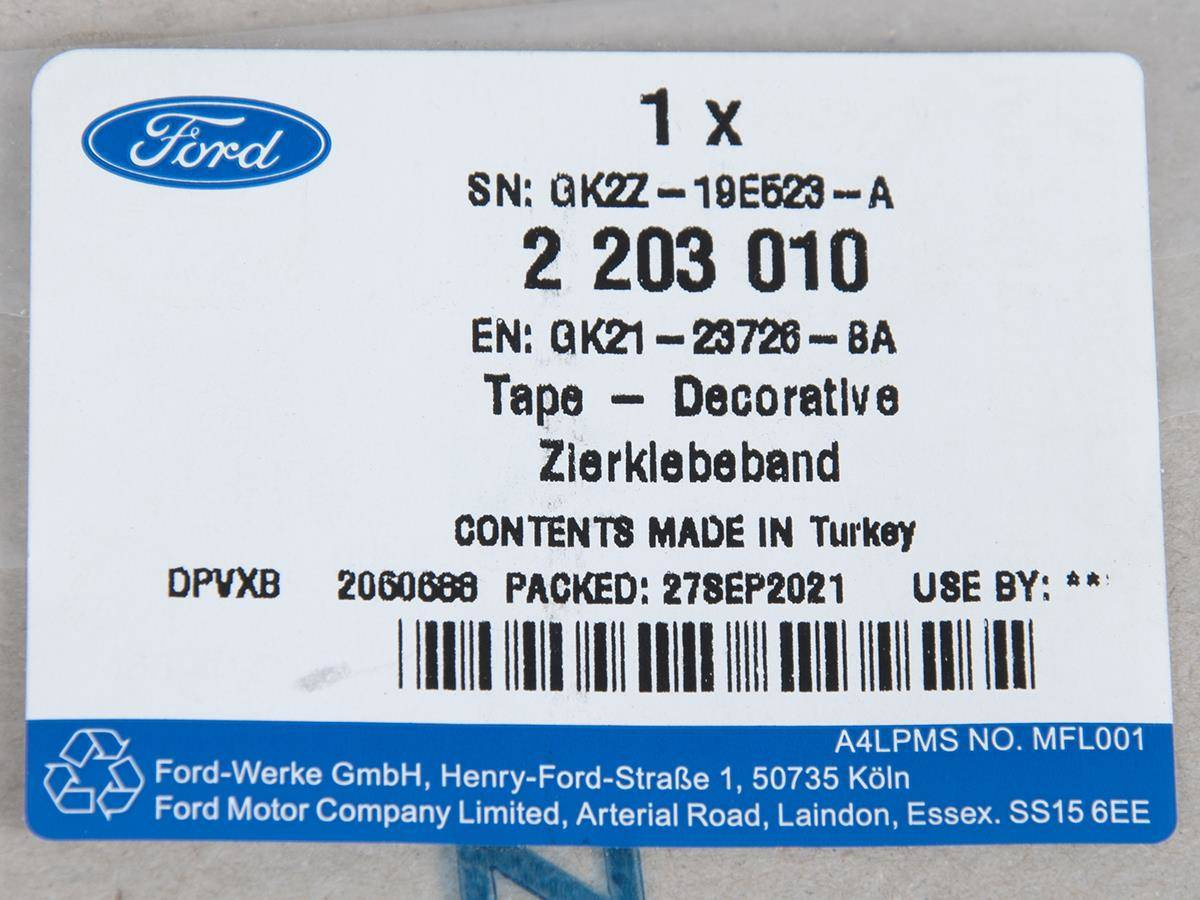 Ford
1 x
SN: GK2Z-19E523-A
2 203 010
EN: GK21-23726-BA
Tape - Decorative
Zierklebeband
CONTENTS MADE IN Turkey
DPVXB 2060688 PACKED: 27SEP2021 USE BY: **
A4LPMS NO. MFL001
Ford-Werke GmbH, Henry-Ford-Straße 1, 50735 Köln
Ford Motor Company Limited, Arterial Road, Laindon, Essex. SS15 6EE